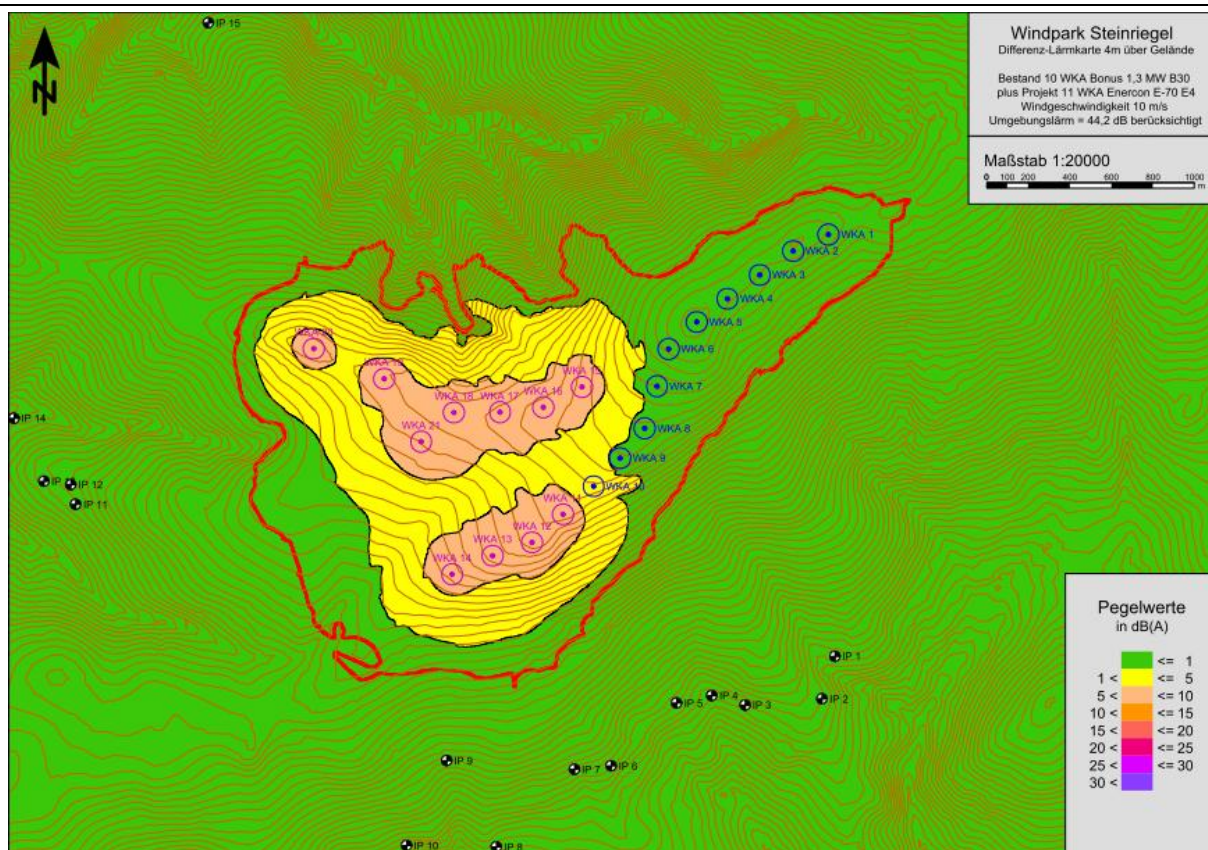 IP 15
N
Windpark Steinriegel
Differenz-Lärmkarte 4m über Gelände
Bestand 10 WKA Bonus 1,3 MW B30
plus Projekt 11 WKA Enercon E-70 E4
Windgeschwindigkeit 10 m/s
Umgebungslärm = 44,2 dB berücksichtigt
Maßstab 1:20000
0 100 200 400 600 800 1000
m
WKA 1
WKA 2
WKA 3
WKA 4
WKA 5
WKA 6
WKA 7
WKA 15
WKA 16
WKA 18
WKA 17
IP 14
WKA 8
WKA 21
WKA 9
IP
IP 12
WKA 10
IP 11
WKA 11
WKA 12
WKA 13
WKA 14
Pegelwerte
in dB(A)
<= 1
1 < <= 5
5 < <= 10
10 < <= 15
15 < <= 20
20 < <= 25
25 < <= 30
30 <
IP 1
IP 2
IP 4
IP 5
IP 3
IP 9
IP 7
IP 6
IP 10
IP 8